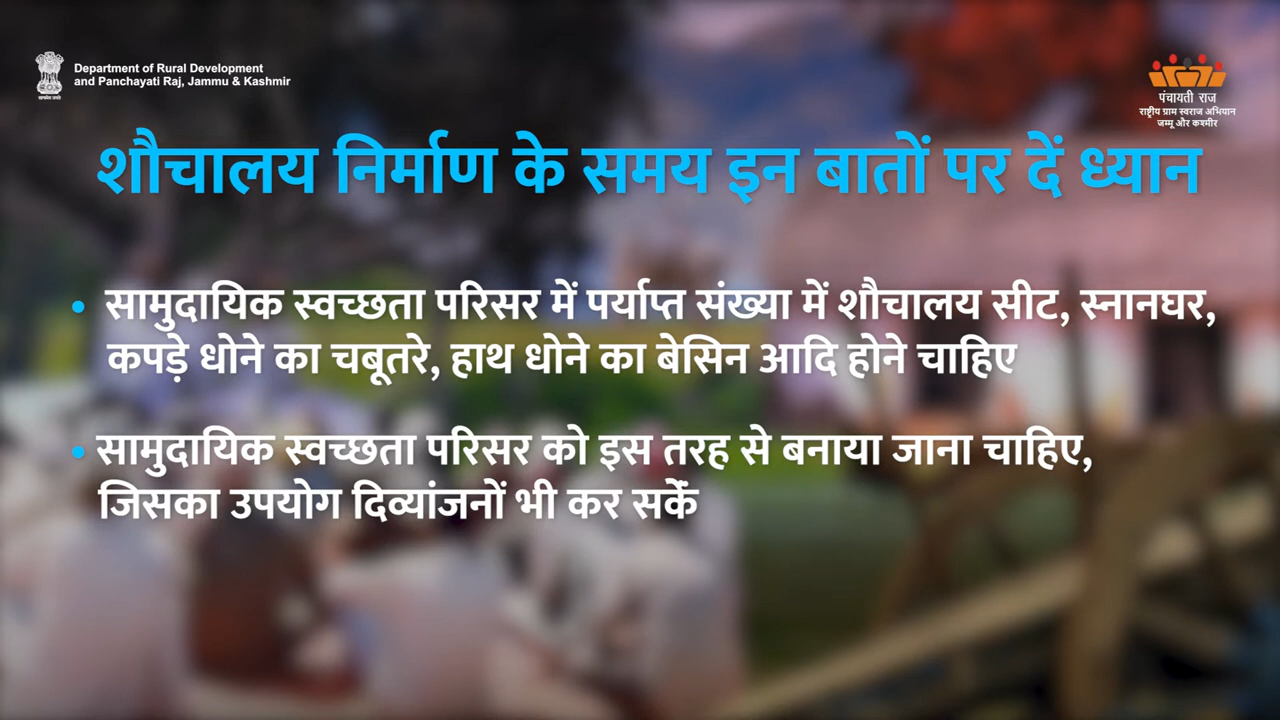 Department of Rural Development
and Panchayati Raj, Jammu & Kashmir
पंचायती राज
राष्ट्रीय ग्राम स्वराज अभियान
जम्मू और कश्मीर
शौचालय निर्माण के समय इन बातों पर दें ध्यान
• सामुदायिक स्वच्छता परिसर में पर्याप्त संख्या में शौचालय सीट, स्नानघर,
कपड़े धोने का चबूतरे, हाथ धोने का बेसिन आदि होने चाहिए
• सामुदायिक स्वच्छता परिसर को इस तरह से बनाया जाना चाहिए,
जिसका उपयोग दिव्यांजनों भी कर सकेंं